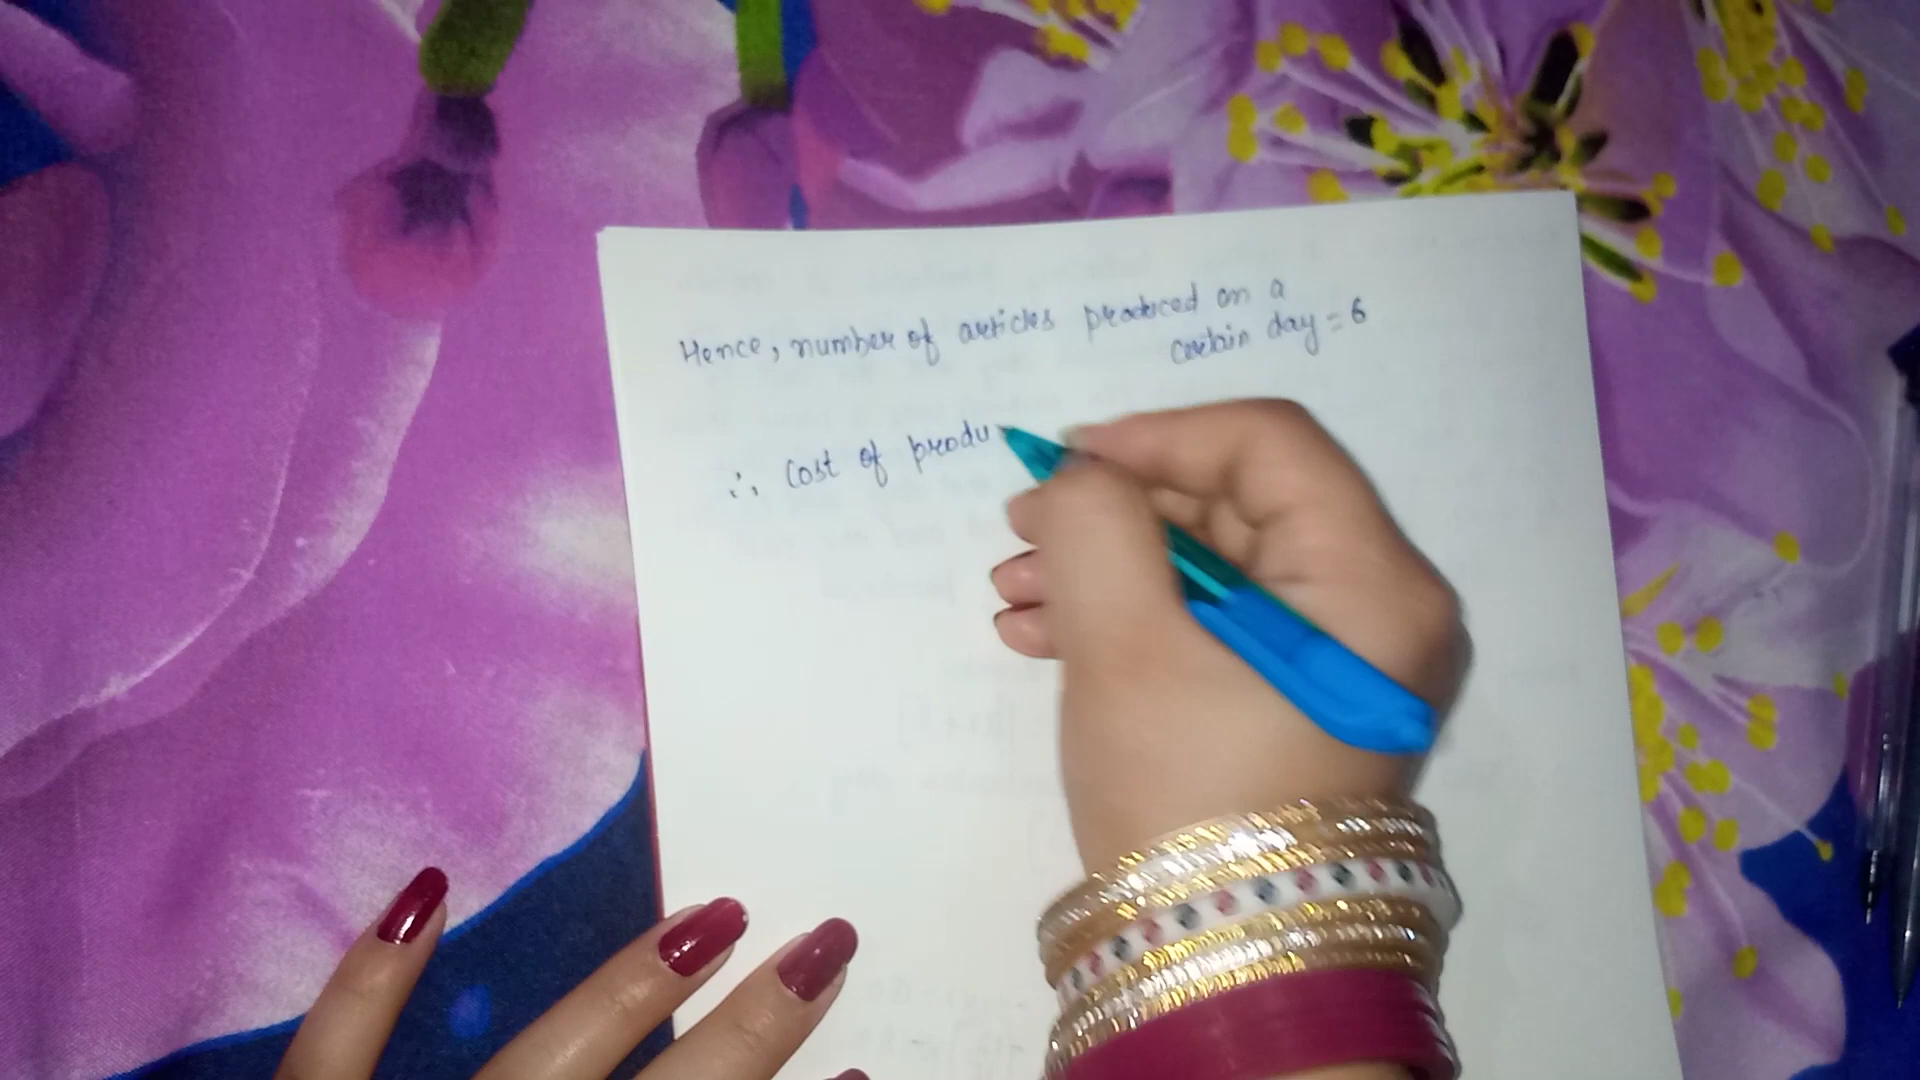 Hence, number of articles produced on a
certain day = 6
∴ Cost of produ